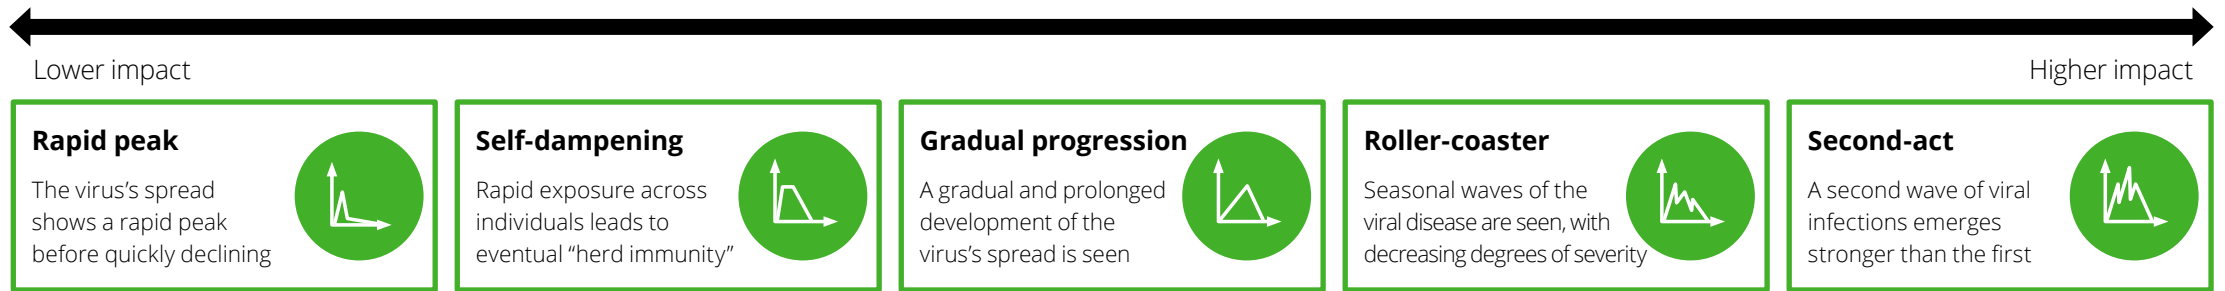 Lower impact
Higher impact
Rapid peak
The virus’s spread
shows a rapid peak
before quickly declining
Self-dampening
Rapid exposure across
individuals leads to
eventual “herd immunity”
Gradual progression
A gradual and prolonged
development of the
virus’s spread is seen
Roller-coaster
Seasonal waves of the
viral disease are seen, with
decreasing degrees of severity
Second-act
A second wave of viral
infections emerges
stronger than the first